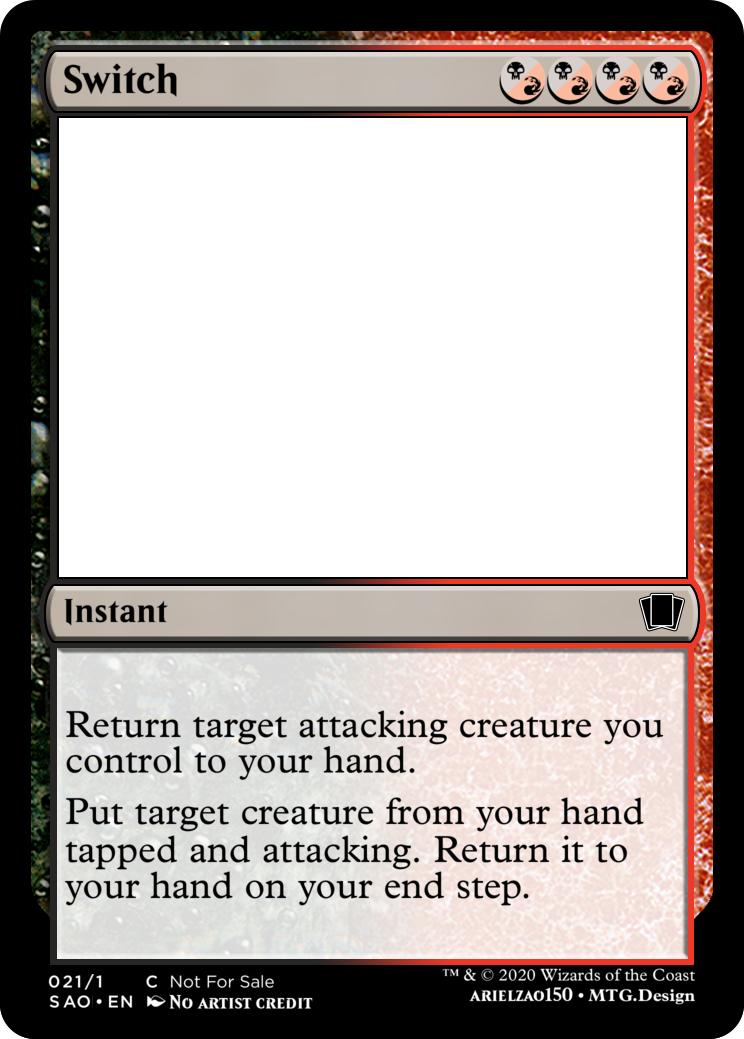 Switch
Instant
Return target attacking creature you
control to your hand.
Put target creature from your hand
tapped and attacking. Return it to
your hand on your end step.
021/1 C Not For Sale
SAO • EN No artist credit
™ & © 2020 Wizards of the Coast
arielzao150 • MTG.Design